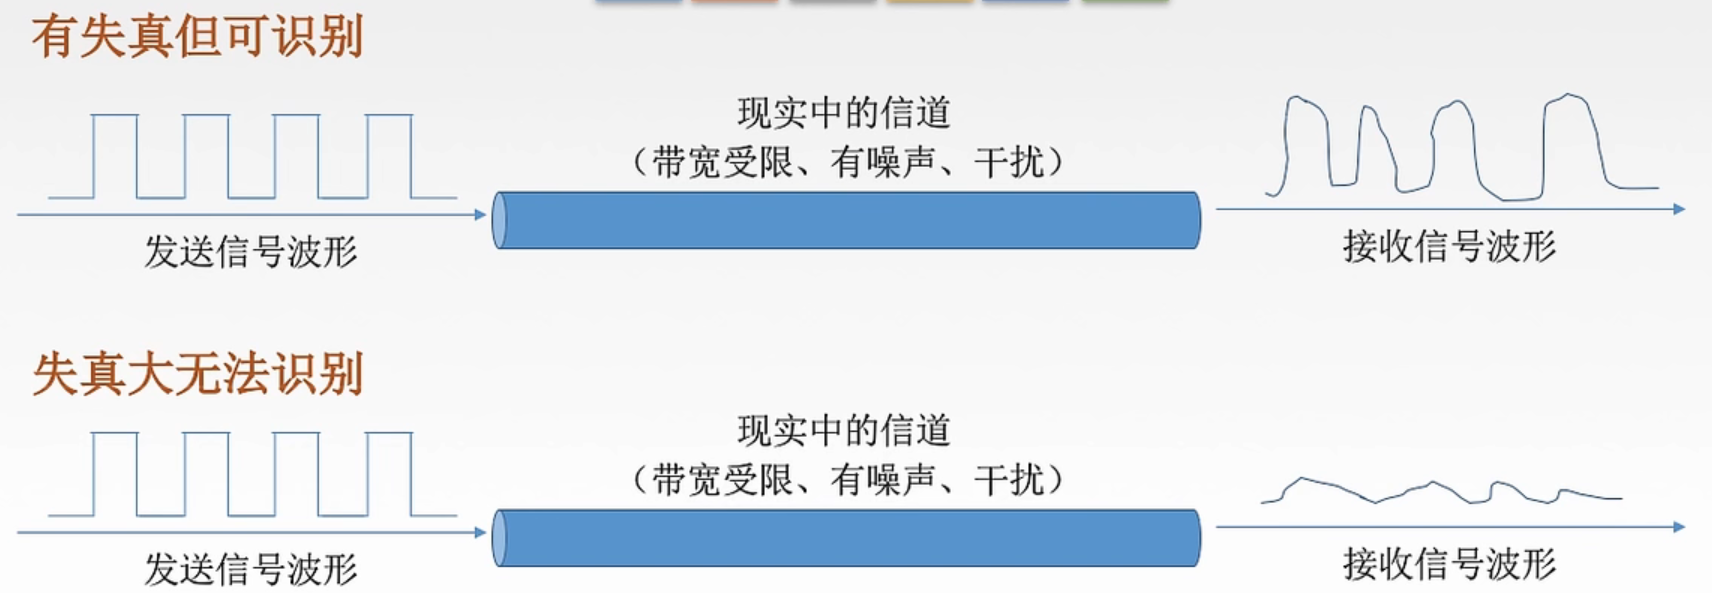 有失真但可识别
现实中的信道
（带宽受限、有噪声、干扰）
发送信号波形
接收信号波形
失真大无法识别
现实中的信道
（带宽受限、有噪声、干扰）
发送信号波形
接收信号波形